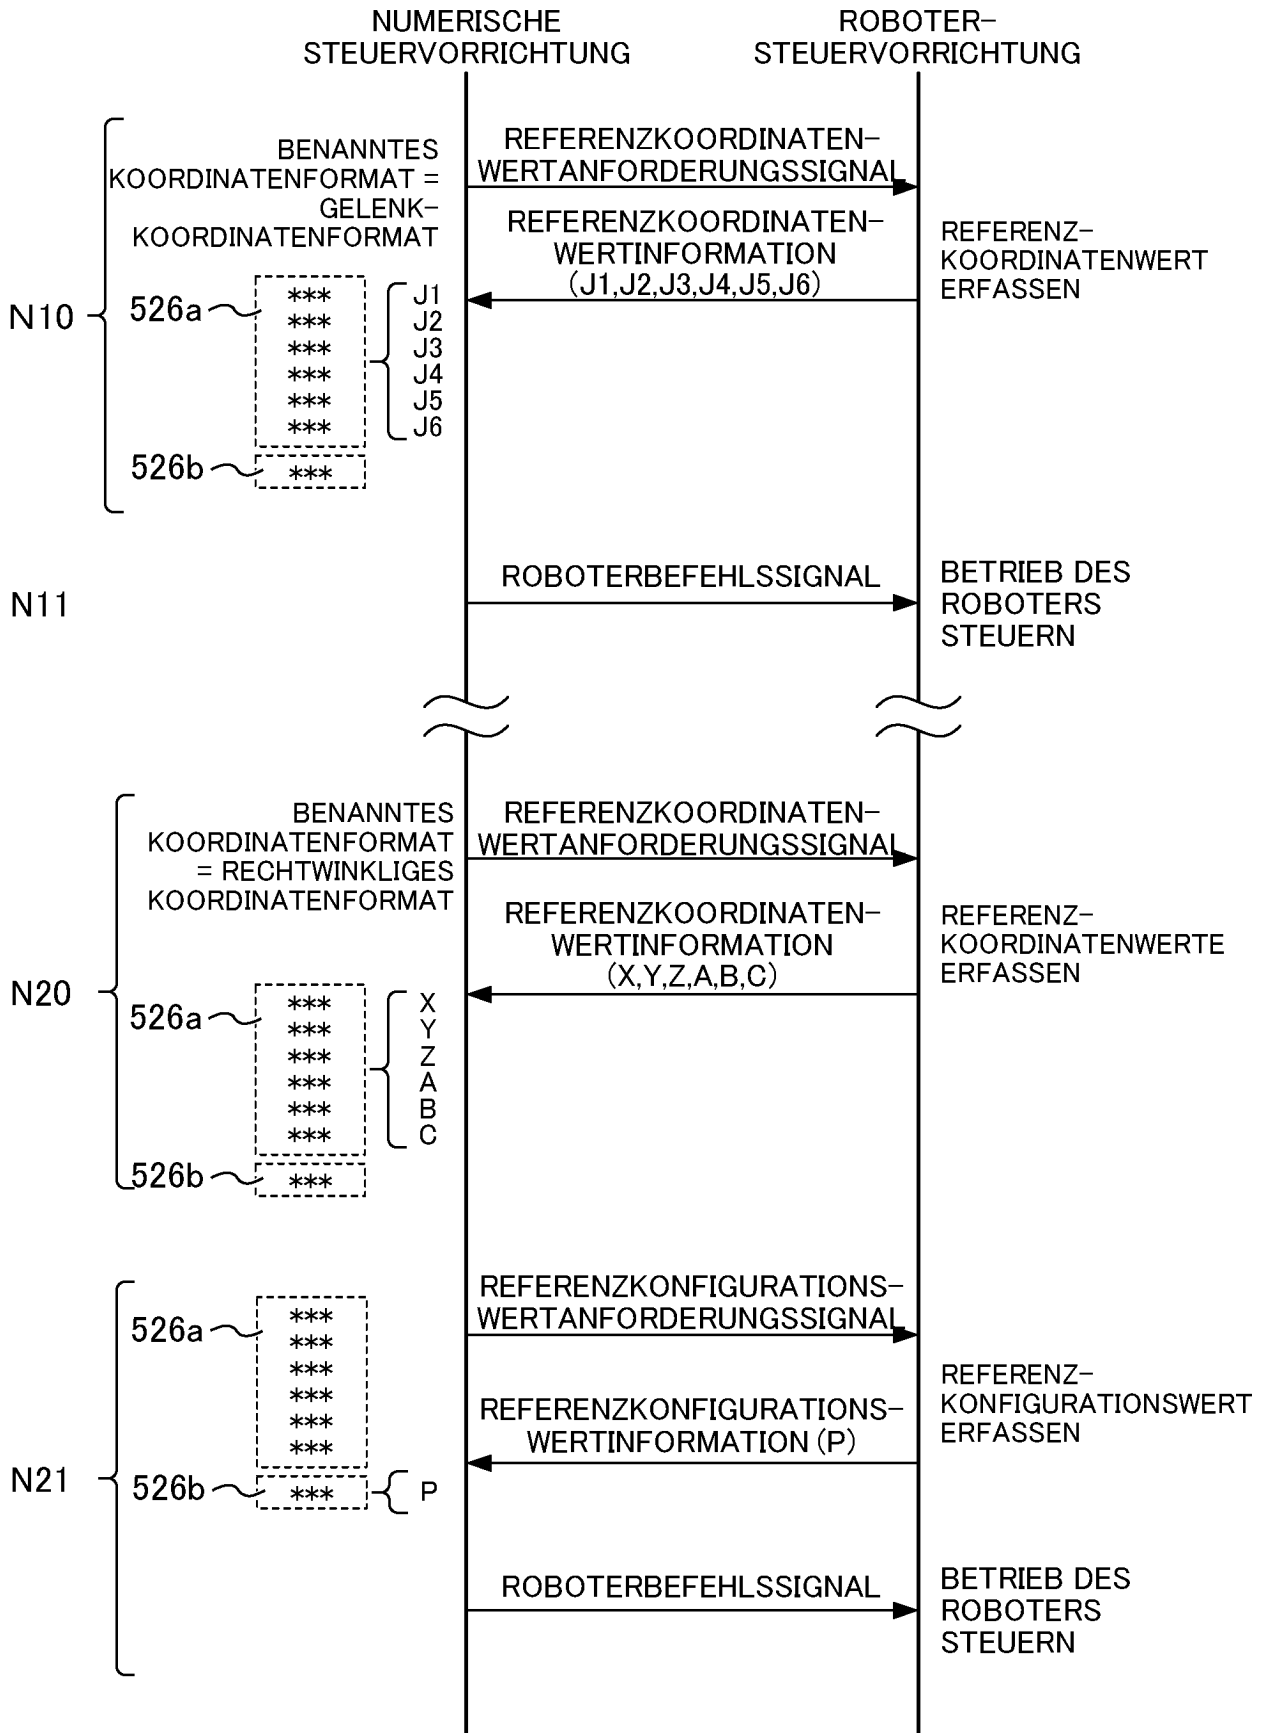 NUMERISCHE
STEUERVORRICHTUNG
ROBOTER-
STEUERVORRICHTUNG
N10
BENANNTES
KOORDINATENFORMAT =
GELENK-
KOORDINATENFORMAT
REFERENZKOORDINATEN-
WERTANFORDERUNGSSIGNAL
REFERENZKOORDINATEN-
WERTINFORMATION
(J1,J2,J3,J4,J5,J6)
REFERENZ-
KOORDINATENWERT
ERFASSEN
526a
*** J1
*** J2
*** J3
*** J4
*** J5
*** J6
526b ***
N11
ROBOTERBEFEHLSSIGNAL
BETRIEB DES
ROBOTERS
STEUERN
N20
BENANNTES
KOORDINATENFORMAT
= RECHTWINKLIGES
KOORDINATENFORMAT
REFERENZKOORDINATEN-
WERTANFORDERUNGSSIGNAL
REFERENZKOORDINATEN-
WERTINFORMATION
(X,Y,Z,A,B,C)
REFERENZ-
KOORDINATENWERTE
ERFASSEN
526a
*** X
*** Y
*** Z
*** A
*** B
*** C
526b ***
N21
REFERENZKONFIGURATIONS-
WERTANFORDERUNGSSIGNAL
526a
***
***
***
***
***
***
REFERENZKONFIGURATIONS-
WERTINFORMATION (P)
REFERENZ-
KONFIGURATIONSWERT
ERFASSEN
526b *** P
ROBOTERBEFEHLSSIGNAL
BETRIEB DES
ROBOTERS
STEUERN